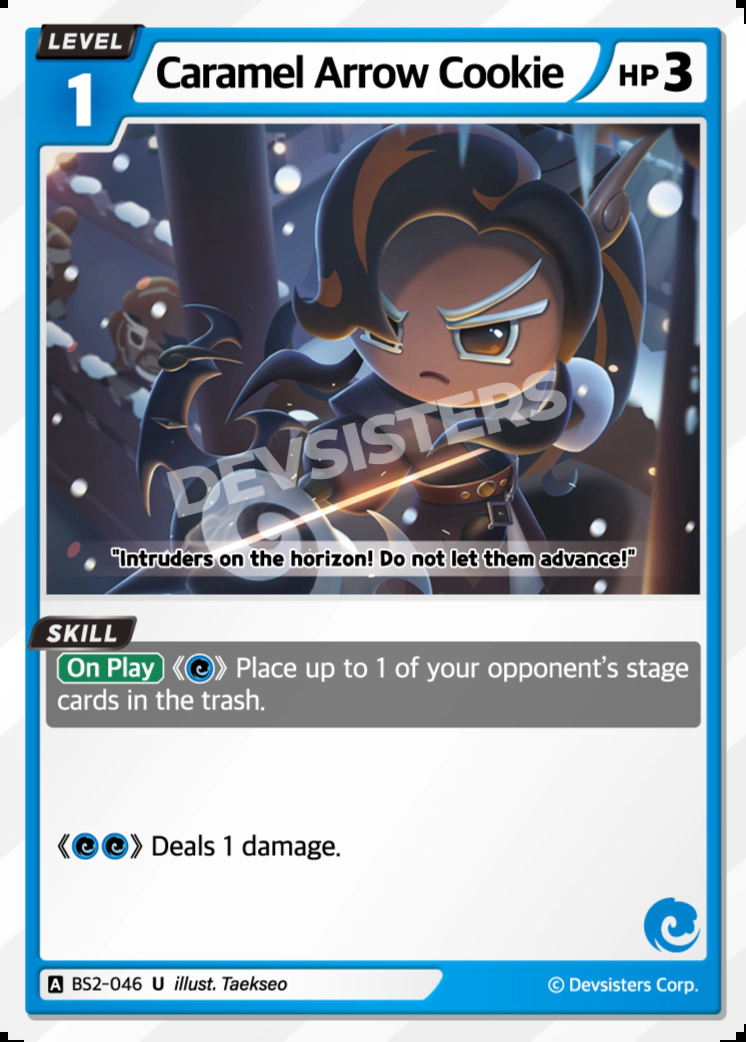 LEVEL
1
Caramel Arrow Cookie
HP 3
DEVSISTERS
"Intruders on the horizon! Do not let them advance!"
SKILL
On Play 《》 Place up to 1 of your opponent's stage
cards in the trash.
《》 Deals 1 damage.
A BS2-046 U illust. Taekseo
© Devsisters Corp.